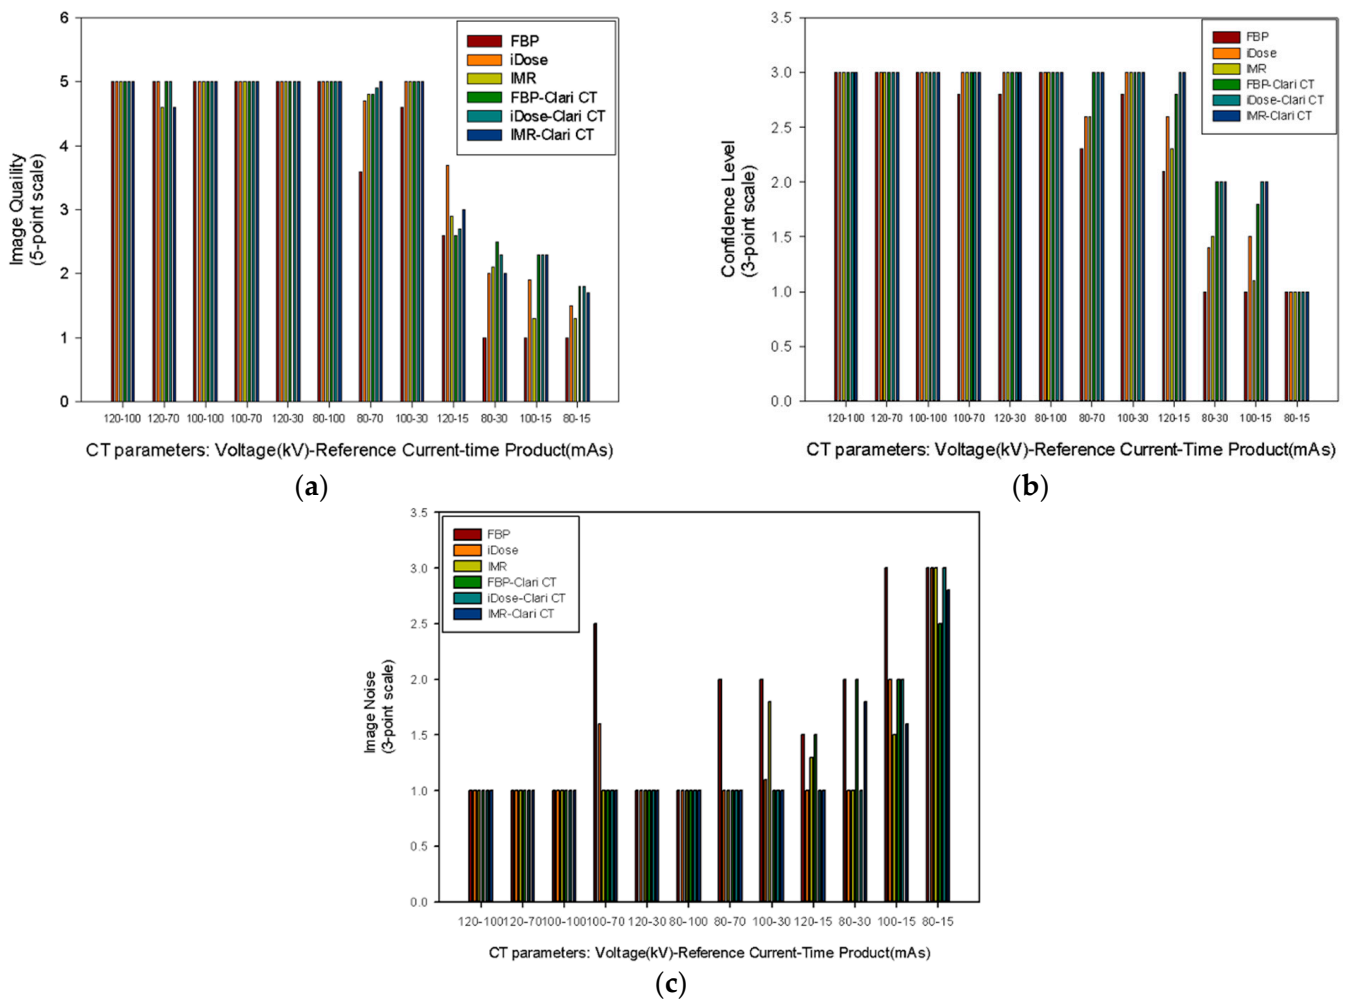 6
5
4
3
2
1
0
Image Quality
(5-point scale)
FBP
iDose
IMR
FBP-Clari CT
iDose-Clari CT
IMR-Clari CT
120-100 120-70 100-100 100-70 120-30 80-100 80-70 100-30 120-15 80-30 100-15 80-15
CT parameters: Voltage(kV)-Reference Current-time Product(mAs)
(a)
3.5
3.0
2.5
2.0
1.5
1.0
0.5
0.0
Confidence Level
(3-point scale)
FBP
iDose
IMR
FBP-Clari CT
iDose-Clari CT
IMR-Clari CT
120-100 120-70 100-100 100-70 120-30 80-100 80-70 100-30 120-15 80-30 100-15 80-15
CT parameters: Voltage(kV)-Reference Current-Time Product(mAs)
(b)
3.5
3.0
2.5
2.0
1.5
1.0
0.5
0.0
Image Noise
(3-point scale)
FBP
iDose
IMR
FBP-Clari CT
iDose-Clari CT
IMR-Clari CT
120-100 120-70 100-100 100-70 120-30 80-100 80-70 100-30 120-15 80-30 100-15 80-15
CT parameters: Voltage(kV)-Reference Current-Time Product(mAs)
(c)